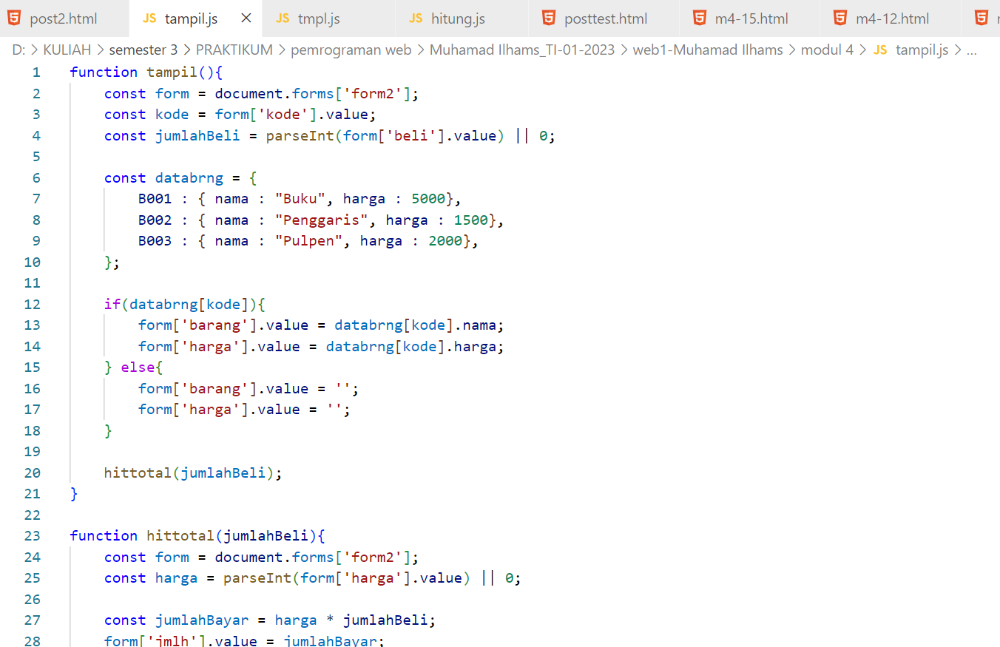 post2.html JS tampil.js JS tmpl.js JS hitung.js posttest.html m4-15.html m4-12.html
D: > KULIAH > semester 3 > PRAKTIKUM > pemrograman web > Muhamad Ilhams_TI-01-2023 > web1-Muhamad Ilhams > modul 4 > JS tampil.js > ...
1 function tampil(){
2 const form = document.forms['form2'];
3 const kode = form['kode'].value;
4 const jumlahBeli = parseInt(form['beli'].value) || 0;
5
6 const databrng = {
7 B001 : { nama : "Buku", harga : 5000},
8 B002 : { nama : "Penggaris", harga : 1500},
9 B003 : { nama : "Pulpen", harga : 2000},
10 };
11
12 if(databrng[kode]){
13 form['barang'].value = databrng[kode].nama;
14 form['harga'].value = databrng[kode].harga;
15 } else{
16 form['barang'].value = '';
17 form['harga'].value = '';
18 }
19
20 hittotal(jumlahBeli);
21 }
22
23 function hittotal(jumlahBeli){
24 const form = document.forms['form2'];
25 const harga = parseInt(form['harga'].value) || 0;
26
27 const jumlahBayar = harga * jumlahBeli;
28 form['jmlh'].value = jumlahBayar;